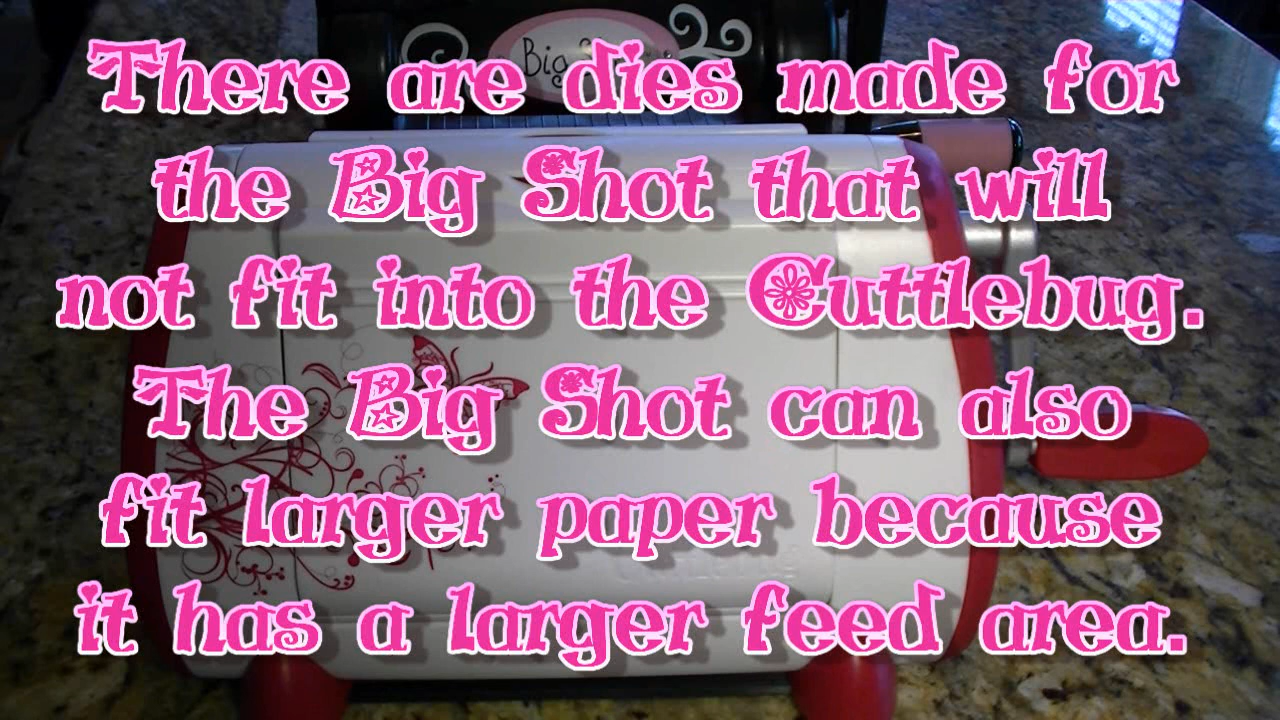 Big
There are dies made for
the Big Shot that will
not fit into the Cuttlebug.
The Big Shot can also
fit larger paper because
it has a larger feed area.